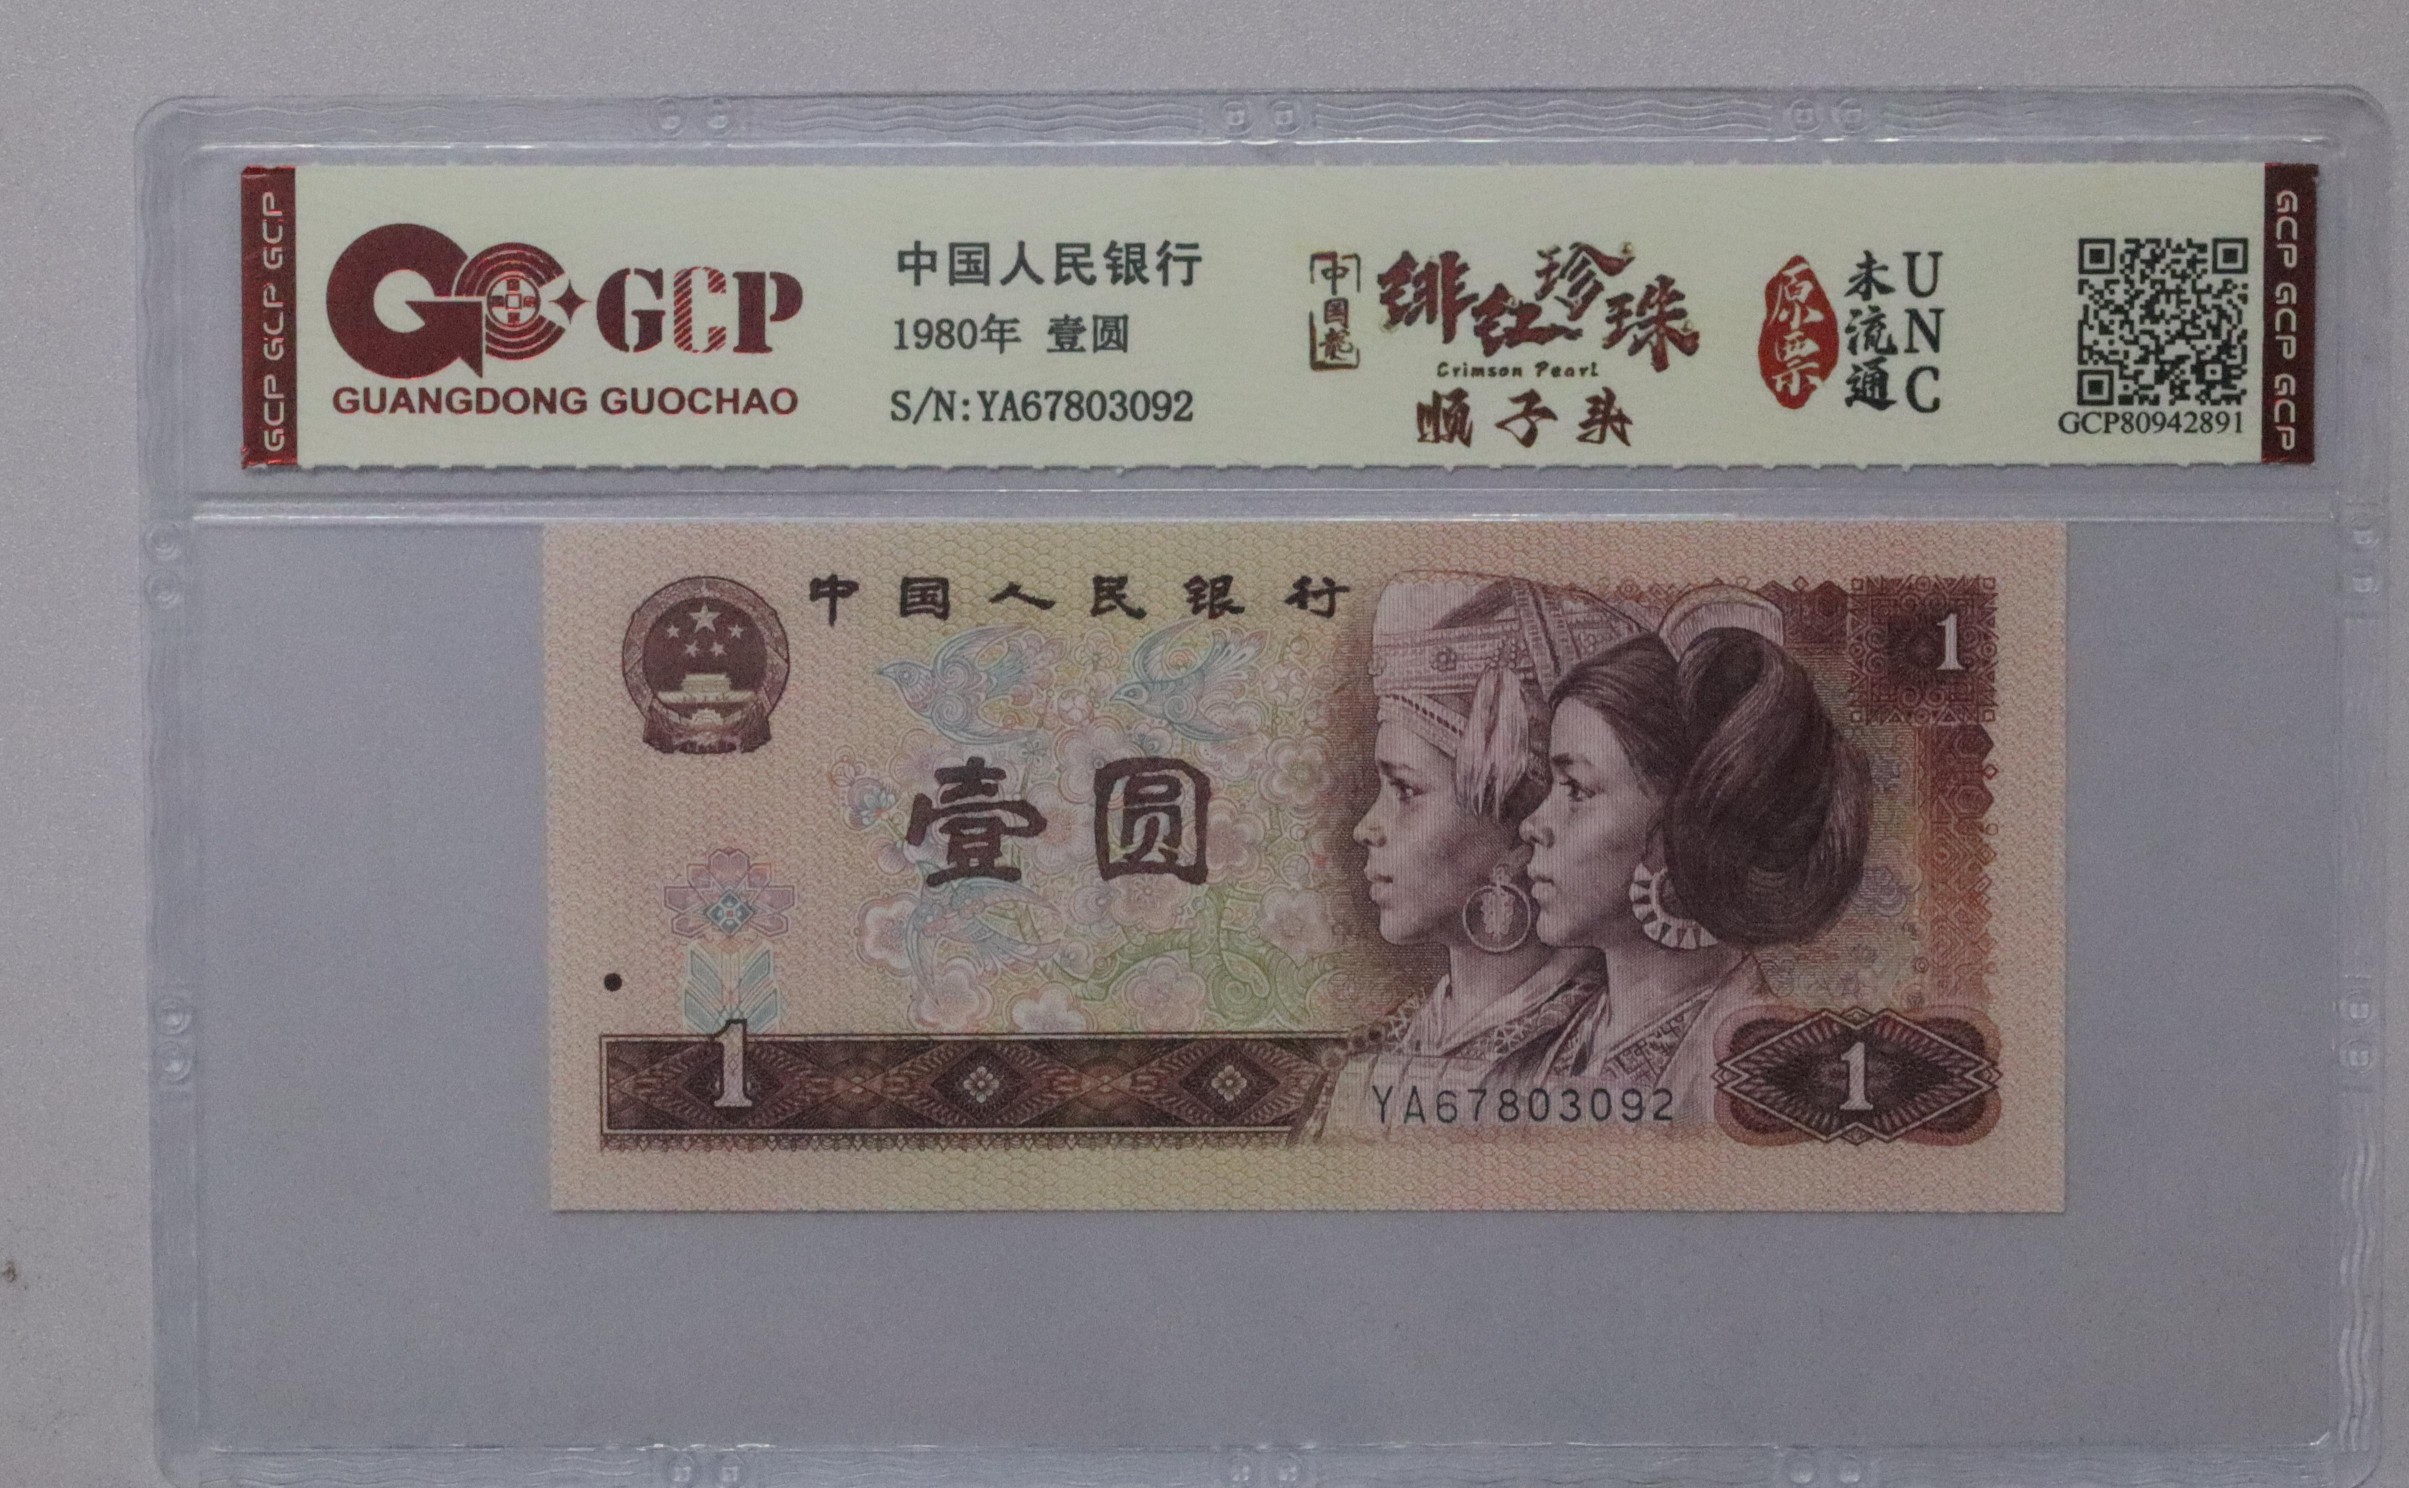 GCP GCP GCP
GCP
GUANGDONG GUOCHAO
中国人民银行
1980年 壹圆
S/N:YA67803092
中国龍
绯红珍珠
Crimson Pearl
顺子头
原票
未流通
UNC
GCP80942891
GCP GCP GCP
中国人民银行
1
壹圆
1
YA67803092
1